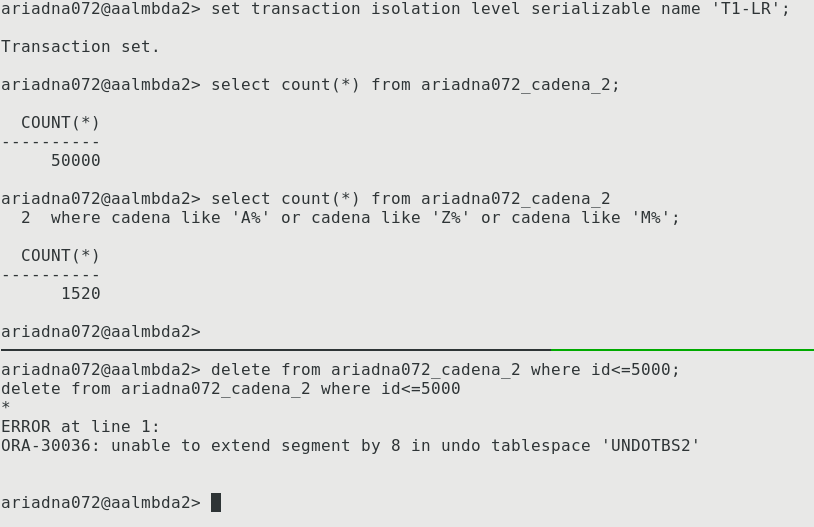 ariadna072@aalmbda2> set transaction isolation level serializable name 'T1-LR';
Transaction set.
ariadna072@aalmbda2> select count(*) from ariadna072_cadena_2;
COUNT(*)
----------
50000
ariadna072@aalmbda2> select count(*) from ariadna072_cadena_2
2  where cadena like 'A%' or cadena like 'Z%' or cadena like 'M%';
COUNT(*)
----------
1520
ariadna072@aalmbda2>
ariadna072@aalmbda2> delete from ariadna072_cadena_2 where id<=5000;
delete from ariadna072_cadena_2 where id<=5000
*
ERROR at line 1:
ORA-30036: unable to extend segment by 8 in undo tablespace 'UNDOTBS2'
ariadna072@aalmbda2>